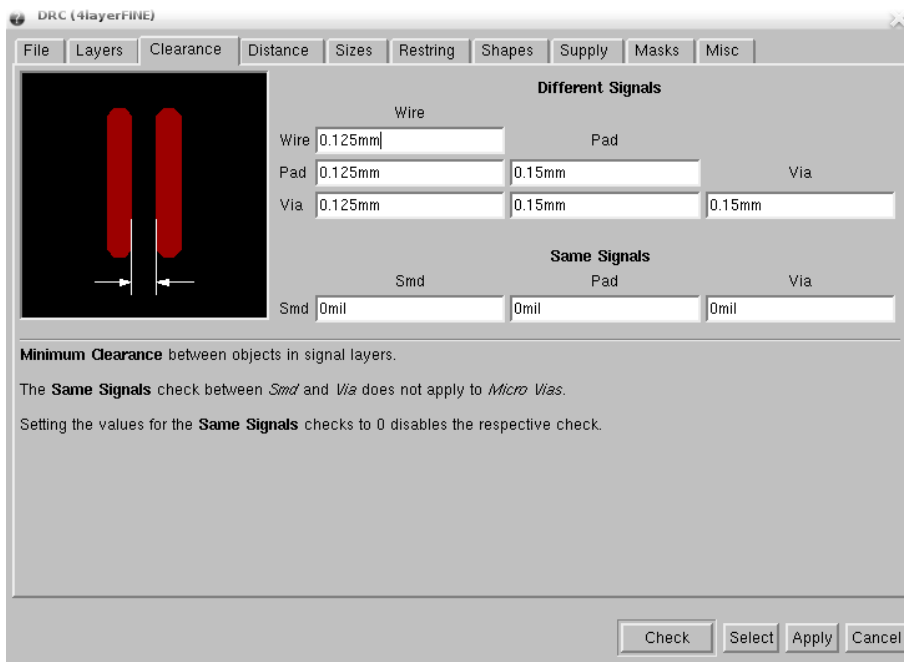 DRC (4layerFINE)
File Layers Clearance Distance Sizes Restring Shapes Supply Masks Misc
Different Signals
Wire
Wire 0.125mm Pad
Pad 0.125mm 0.15mm Via
Via 0.125mm 0.15mm 0.15mm
Same Signals
Smd Pad Via
Smd 0mil 0mil 0mil
Minimum Clearance between objects in signal layers.
The Same Signals check between Smd and Via does not apply to Micro Vias.
Setting the values for the Same Signals checks to 0 disables the respective check.
Check Select Apply Cancel